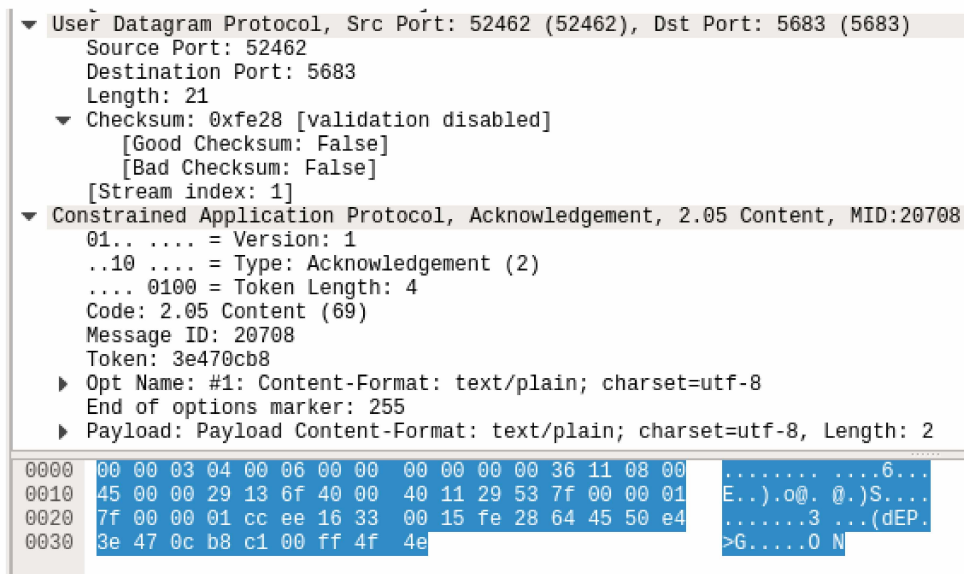 User Datagram Protocol, Src Port: 52462 (52462), Dst Port: 5683 (5683)
Source Port: 52462
Destination Port: 5683
Length: 21
Checksum: 0xfe28 [validation disabled]
[Good Checksum: False]
[Bad Checksum: False]
[Stream index: 1]
Constrained Application Protocol, Acknowledgement, 2.05 Content, MID:20708
01.. .... = Version: 1
..10 .... = Type: Acknowledgement (2)
.... 0100 = Token Length: 4
Code: 2.05 Content (69)
Message ID: 20708
Token: 3e470cb8
Opt Name: #1: Content-Format: text/plain; charset=utf-8
End of options marker: 255
Payload: Payload Content-Format: text/plain; charset=utf-8, Length: 2
0000 00 00 03 04 00 06 00 00 00 00 00 00 36 11 08 00 ........ ....6...
0010 45 00 00 29 13 6f 40 00 40 11 29 53 7f 00 00 01 E..).o@. @.)S....
0020 7f 00 00 01 cc ee 16 33 00 15 fe 28 64 45 50 e4 .......3 ...(dEP.
0030 3e 47 0c b8 c1 00 ff 4f 4e >G.....O N